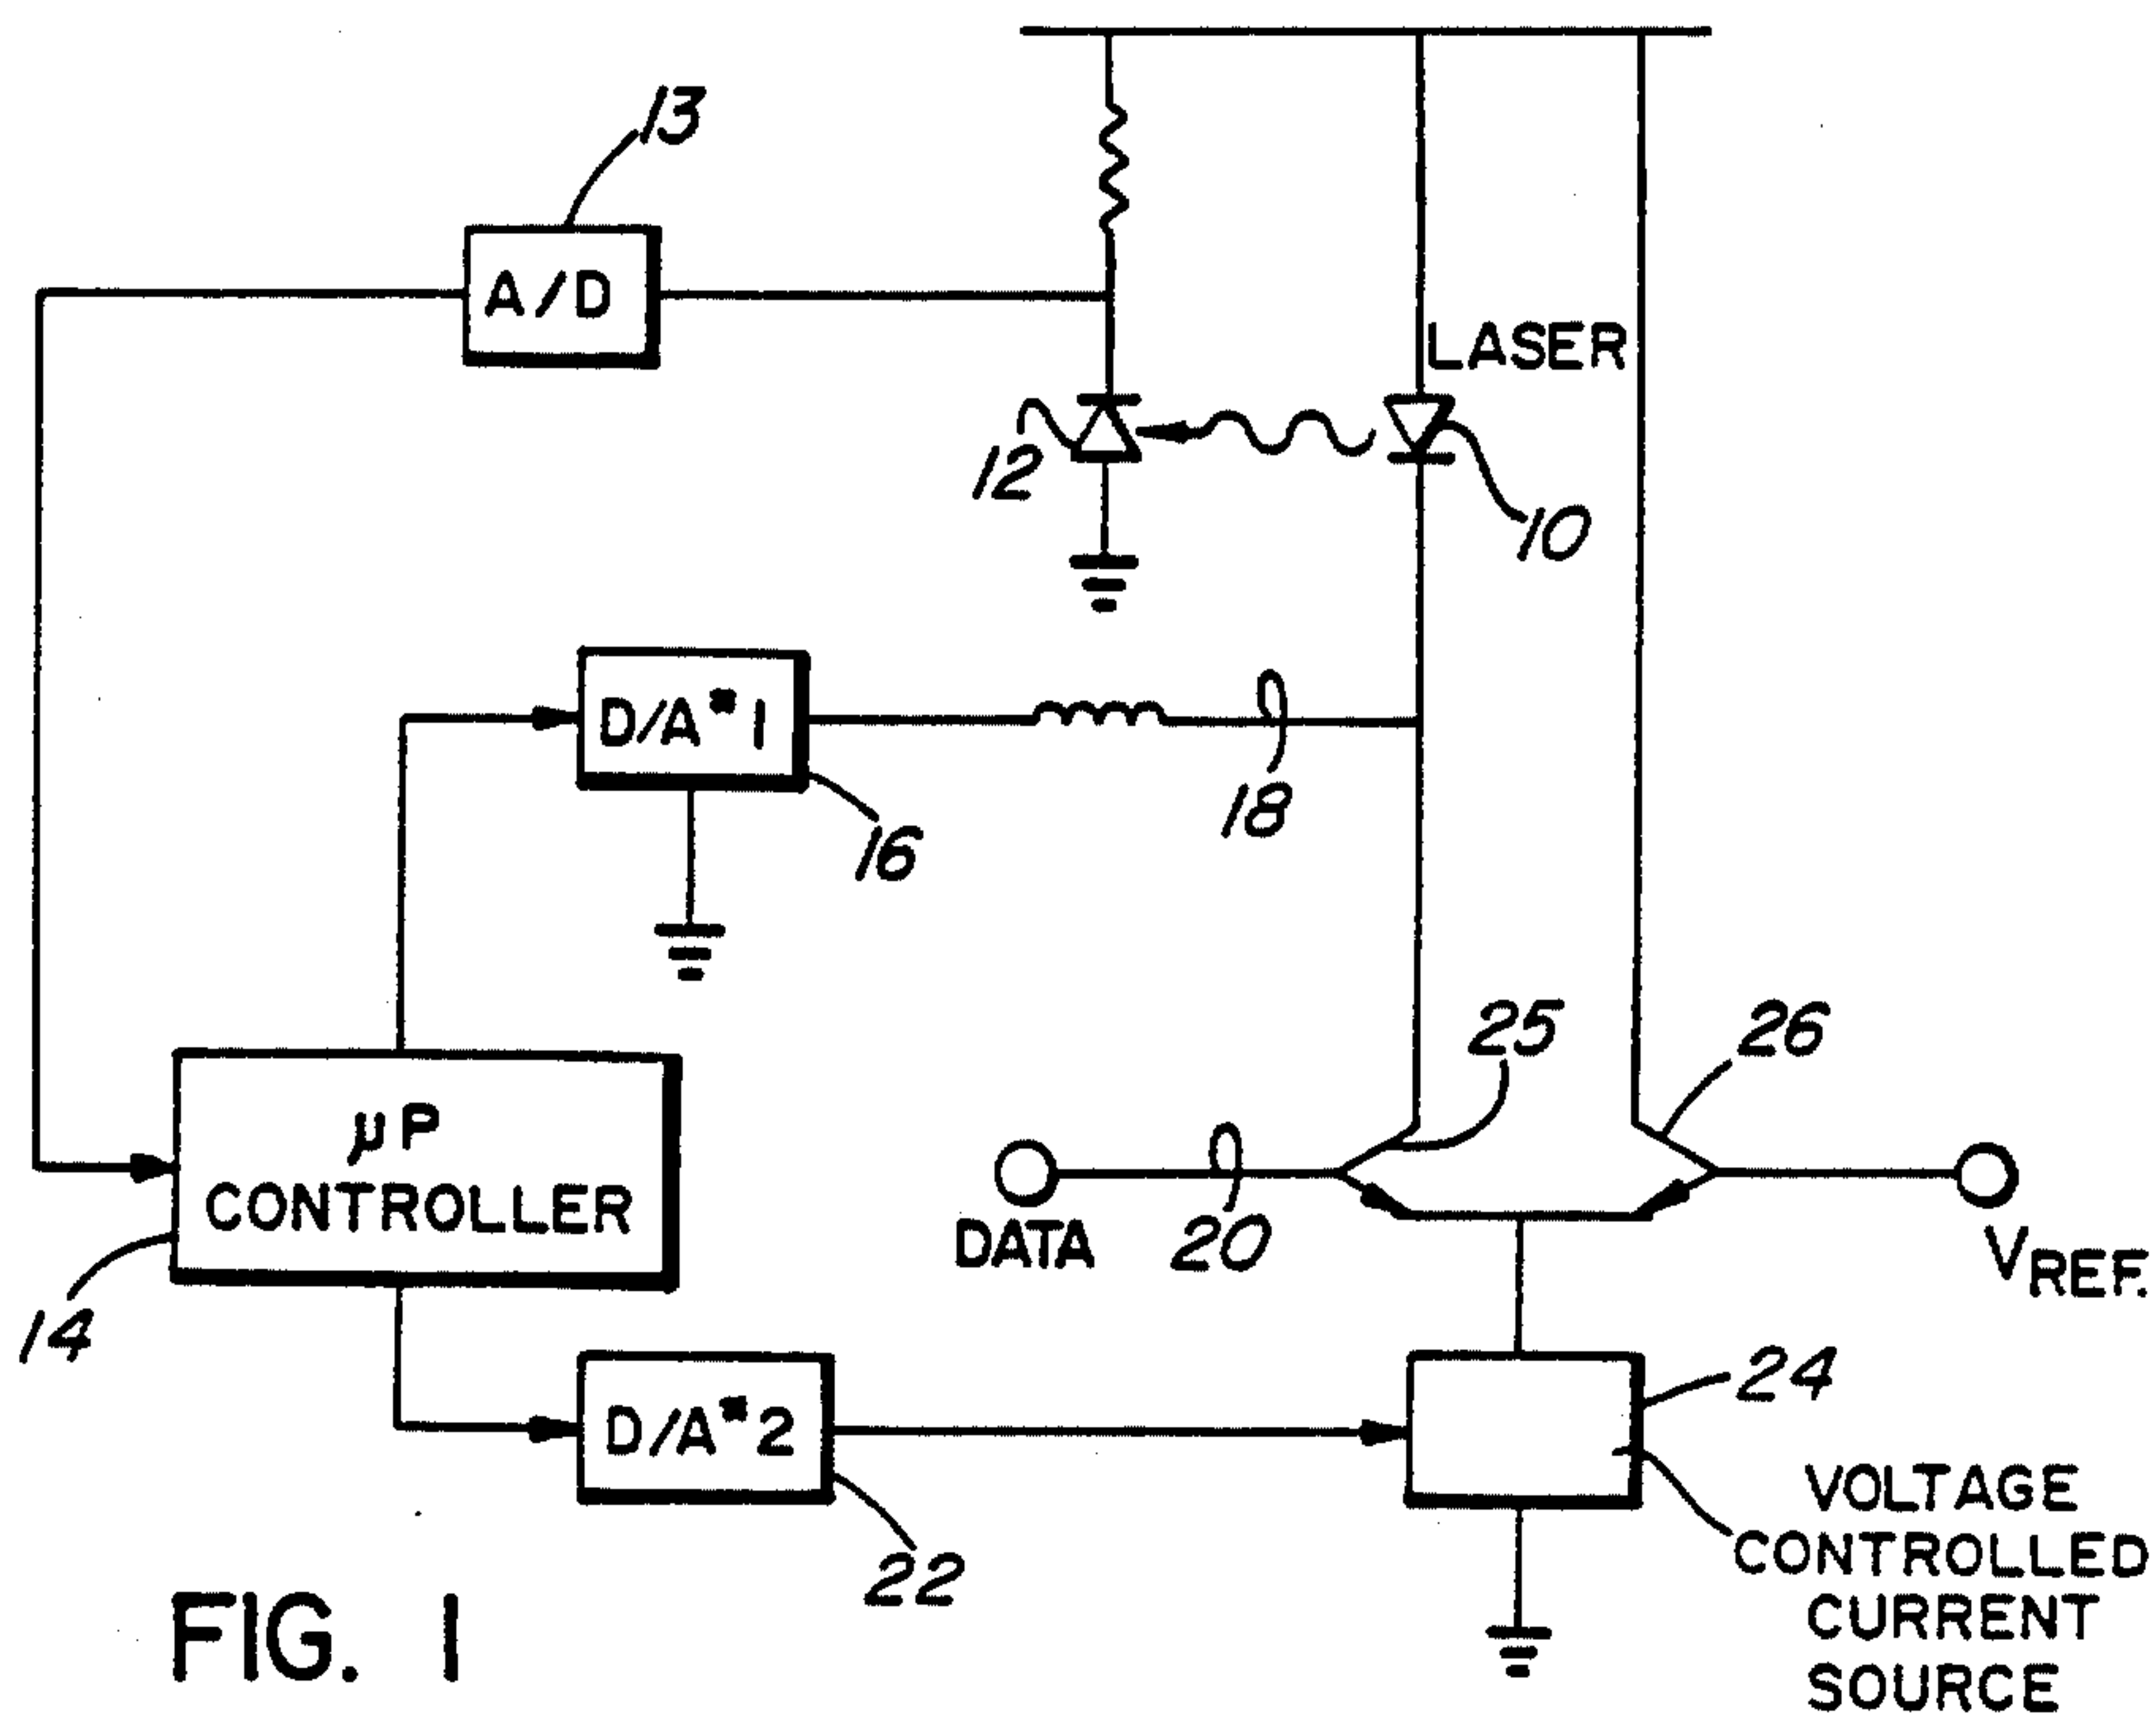 13
A/D
LASER
12
10
D/A#1
18
16
25
26
µP
CONTROLLER
DATA
20
VREF.
14
24
D/A#2
22
VOLTAGE
CONTROLLED
CURRENT
SOURCE
FIG. 1